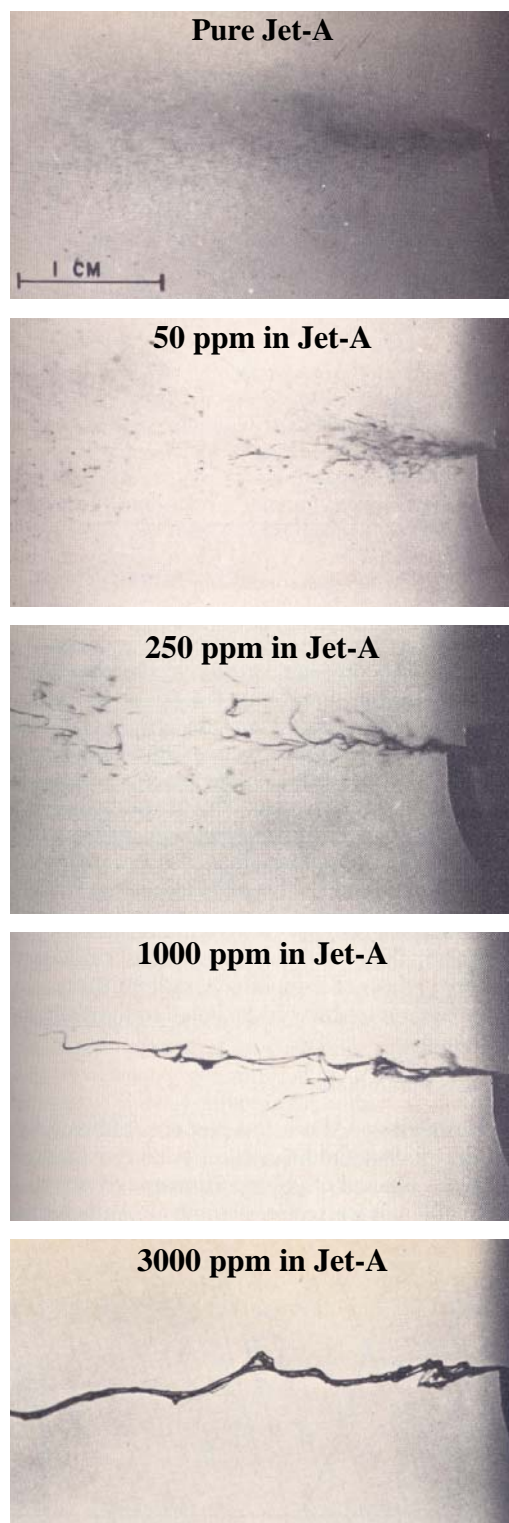 Pure Jet-A
1 CM
50 ppm in Jet-A
250 ppm in Jet-A
1000 ppm in Jet-A
3000 ppm in Jet-A